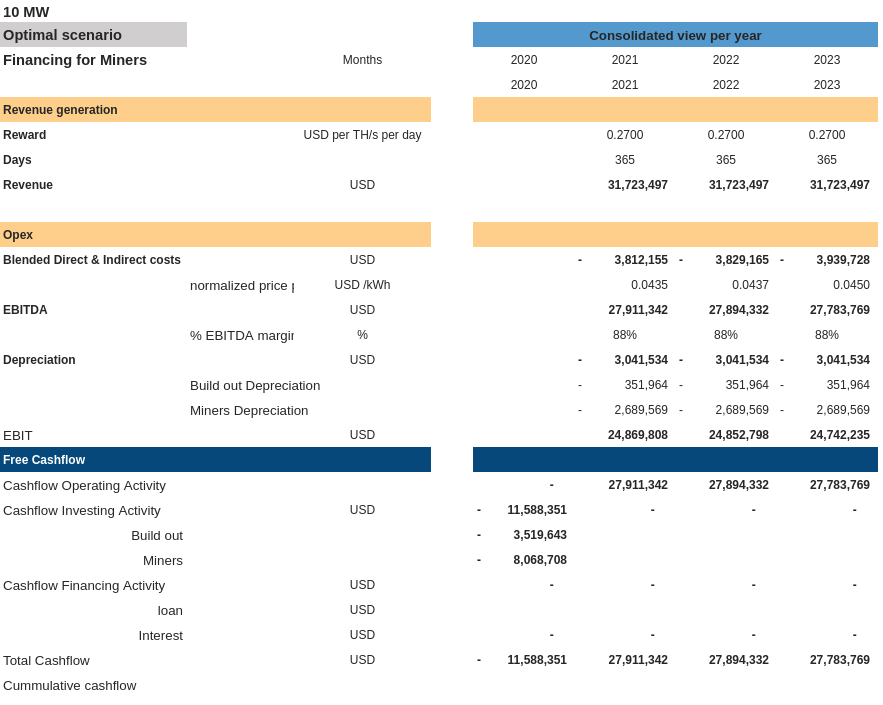 10 MW
Optimal scenario Consolidated view per year
Financing for Miners Months 2020 2021 2022 2023
2020 2021 2022 2023
Revenue generation
Reward USD per TH/s per day 0.2700 0.2700 0.2700
Days 365 365 365
Revenue USD 31,723,497 31,723,497 31,723,497
Opex
Blended Direct & Indirect costs USD - 3,812,155 - 3,829,165 - 3,939,728
normalized price p USD /kWh 0.0435 0.0437 0.0450
EBITDA USD 27,911,342 27,894,332 27,783,769
% EBITDA margin % 88% 88% 88%
Depreciation USD - 3,041,534 - 3,041,534 - 3,041,534
Build out Depreciation - 351,964 - 351,964 - 351,964
Miners Depreciation - 2,689,569 - 2,689,569 - 2,689,569
EBIT USD 24,869,808 24,852,798 24,742,235
Free Cashflow
Cashflow Operating Activity - 27,911,342 27,894,332 27,783,769
Cashflow Investing Activity USD - 11,588,351 - - -
Build out - 3,519,643
Miners - 8,068,708
Cashflow Financing Activity USD - - - -
loan USD
Interest USD - - - -
Total Cashflow USD - 11,588,351 27,911,342 27,894,332 27,783,769
Cummulative cashflow